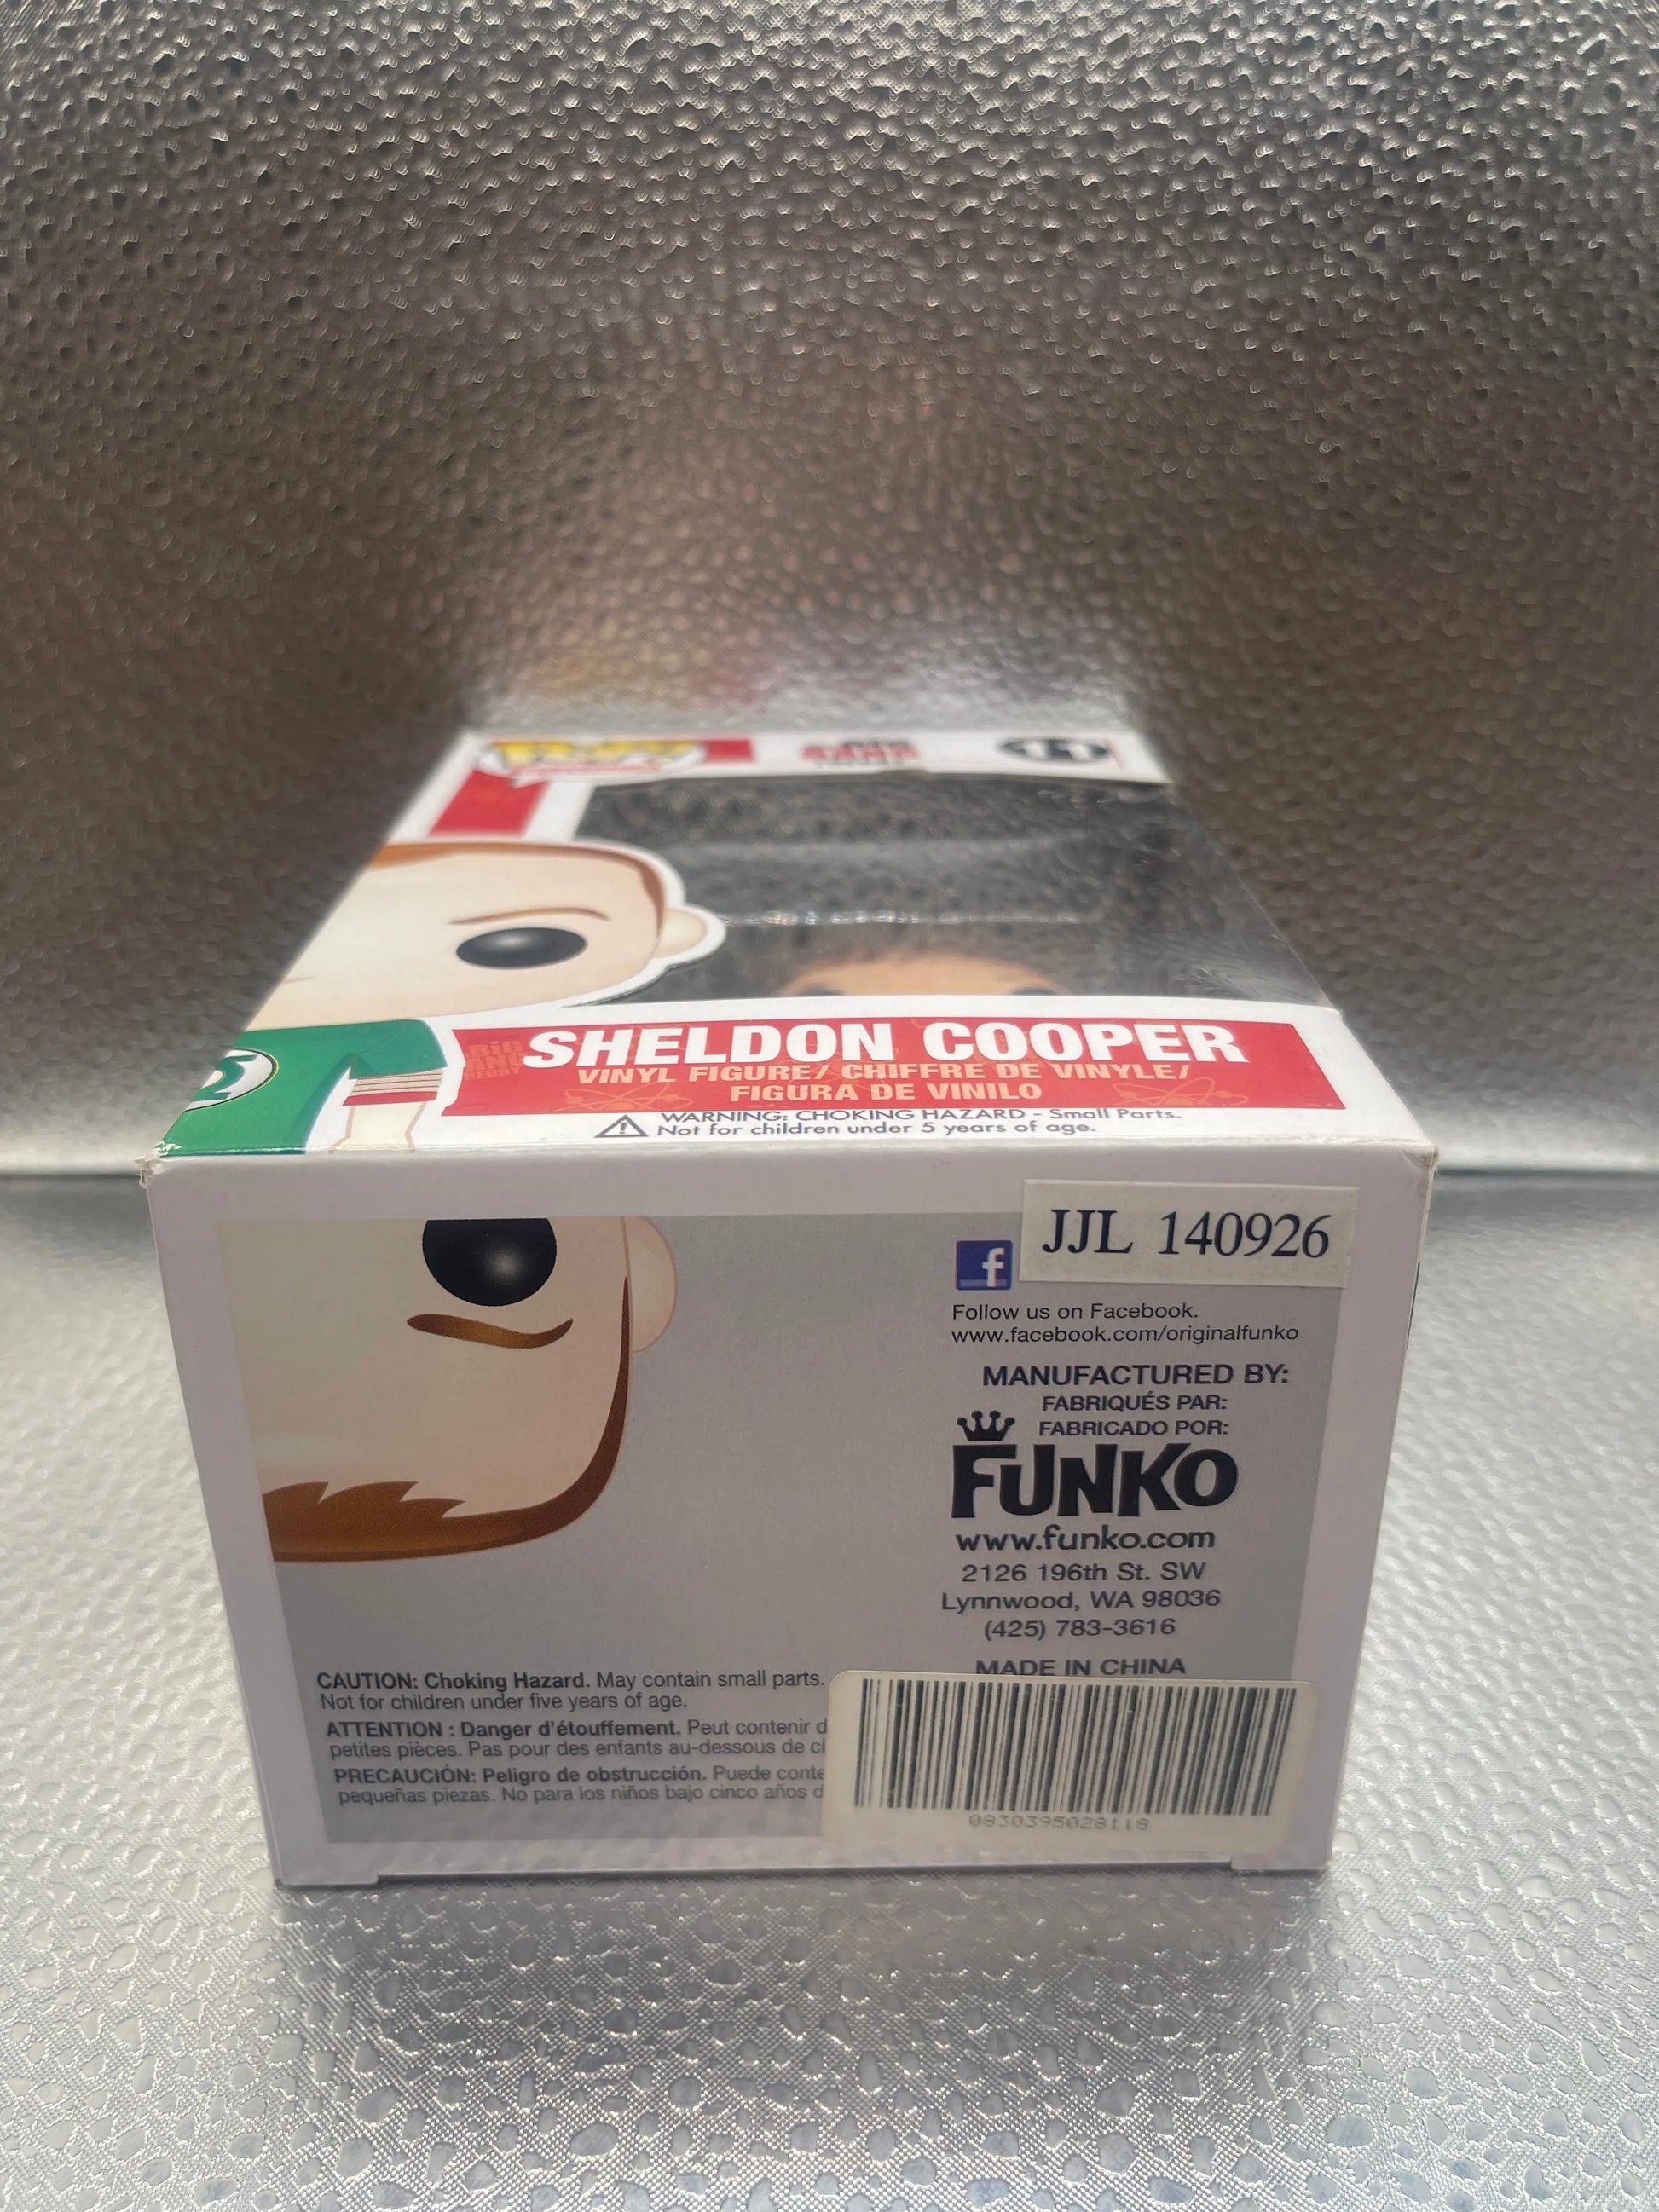 POP!
11
SHELDON COOPER
VINYL FIGURE/ CHIFFRE DE VINYLE/
FIGURA DE VINILO
WARNING: CHOKING HAZARD - Small Parts.
Not for children under 5 years of age.
JJL 140926
f
Follow us on Facebook.
www.facebook.com/originalfunko
MANUFACTURED BY:
FABRIQUÉS PAR:
FABRICADO POR:
FUNKO
www.funko.com
2126 196th St. SW
Lynnwood, WA 98036
(425) 783-3616
MADE IN CHINA
CAUTION: Choking Hazard. May contain small parts.
Not for children under five years of age.
ATTENTION : Danger d'étouffement. Peut contenir d
petites pièces. Pas pour des enfants au-dessous de ci
PRECAUCIÓN: Peligro de obstrucción. Puede conte
pequeñas piezas. No para los niños bajo cinco años d
0830395028118